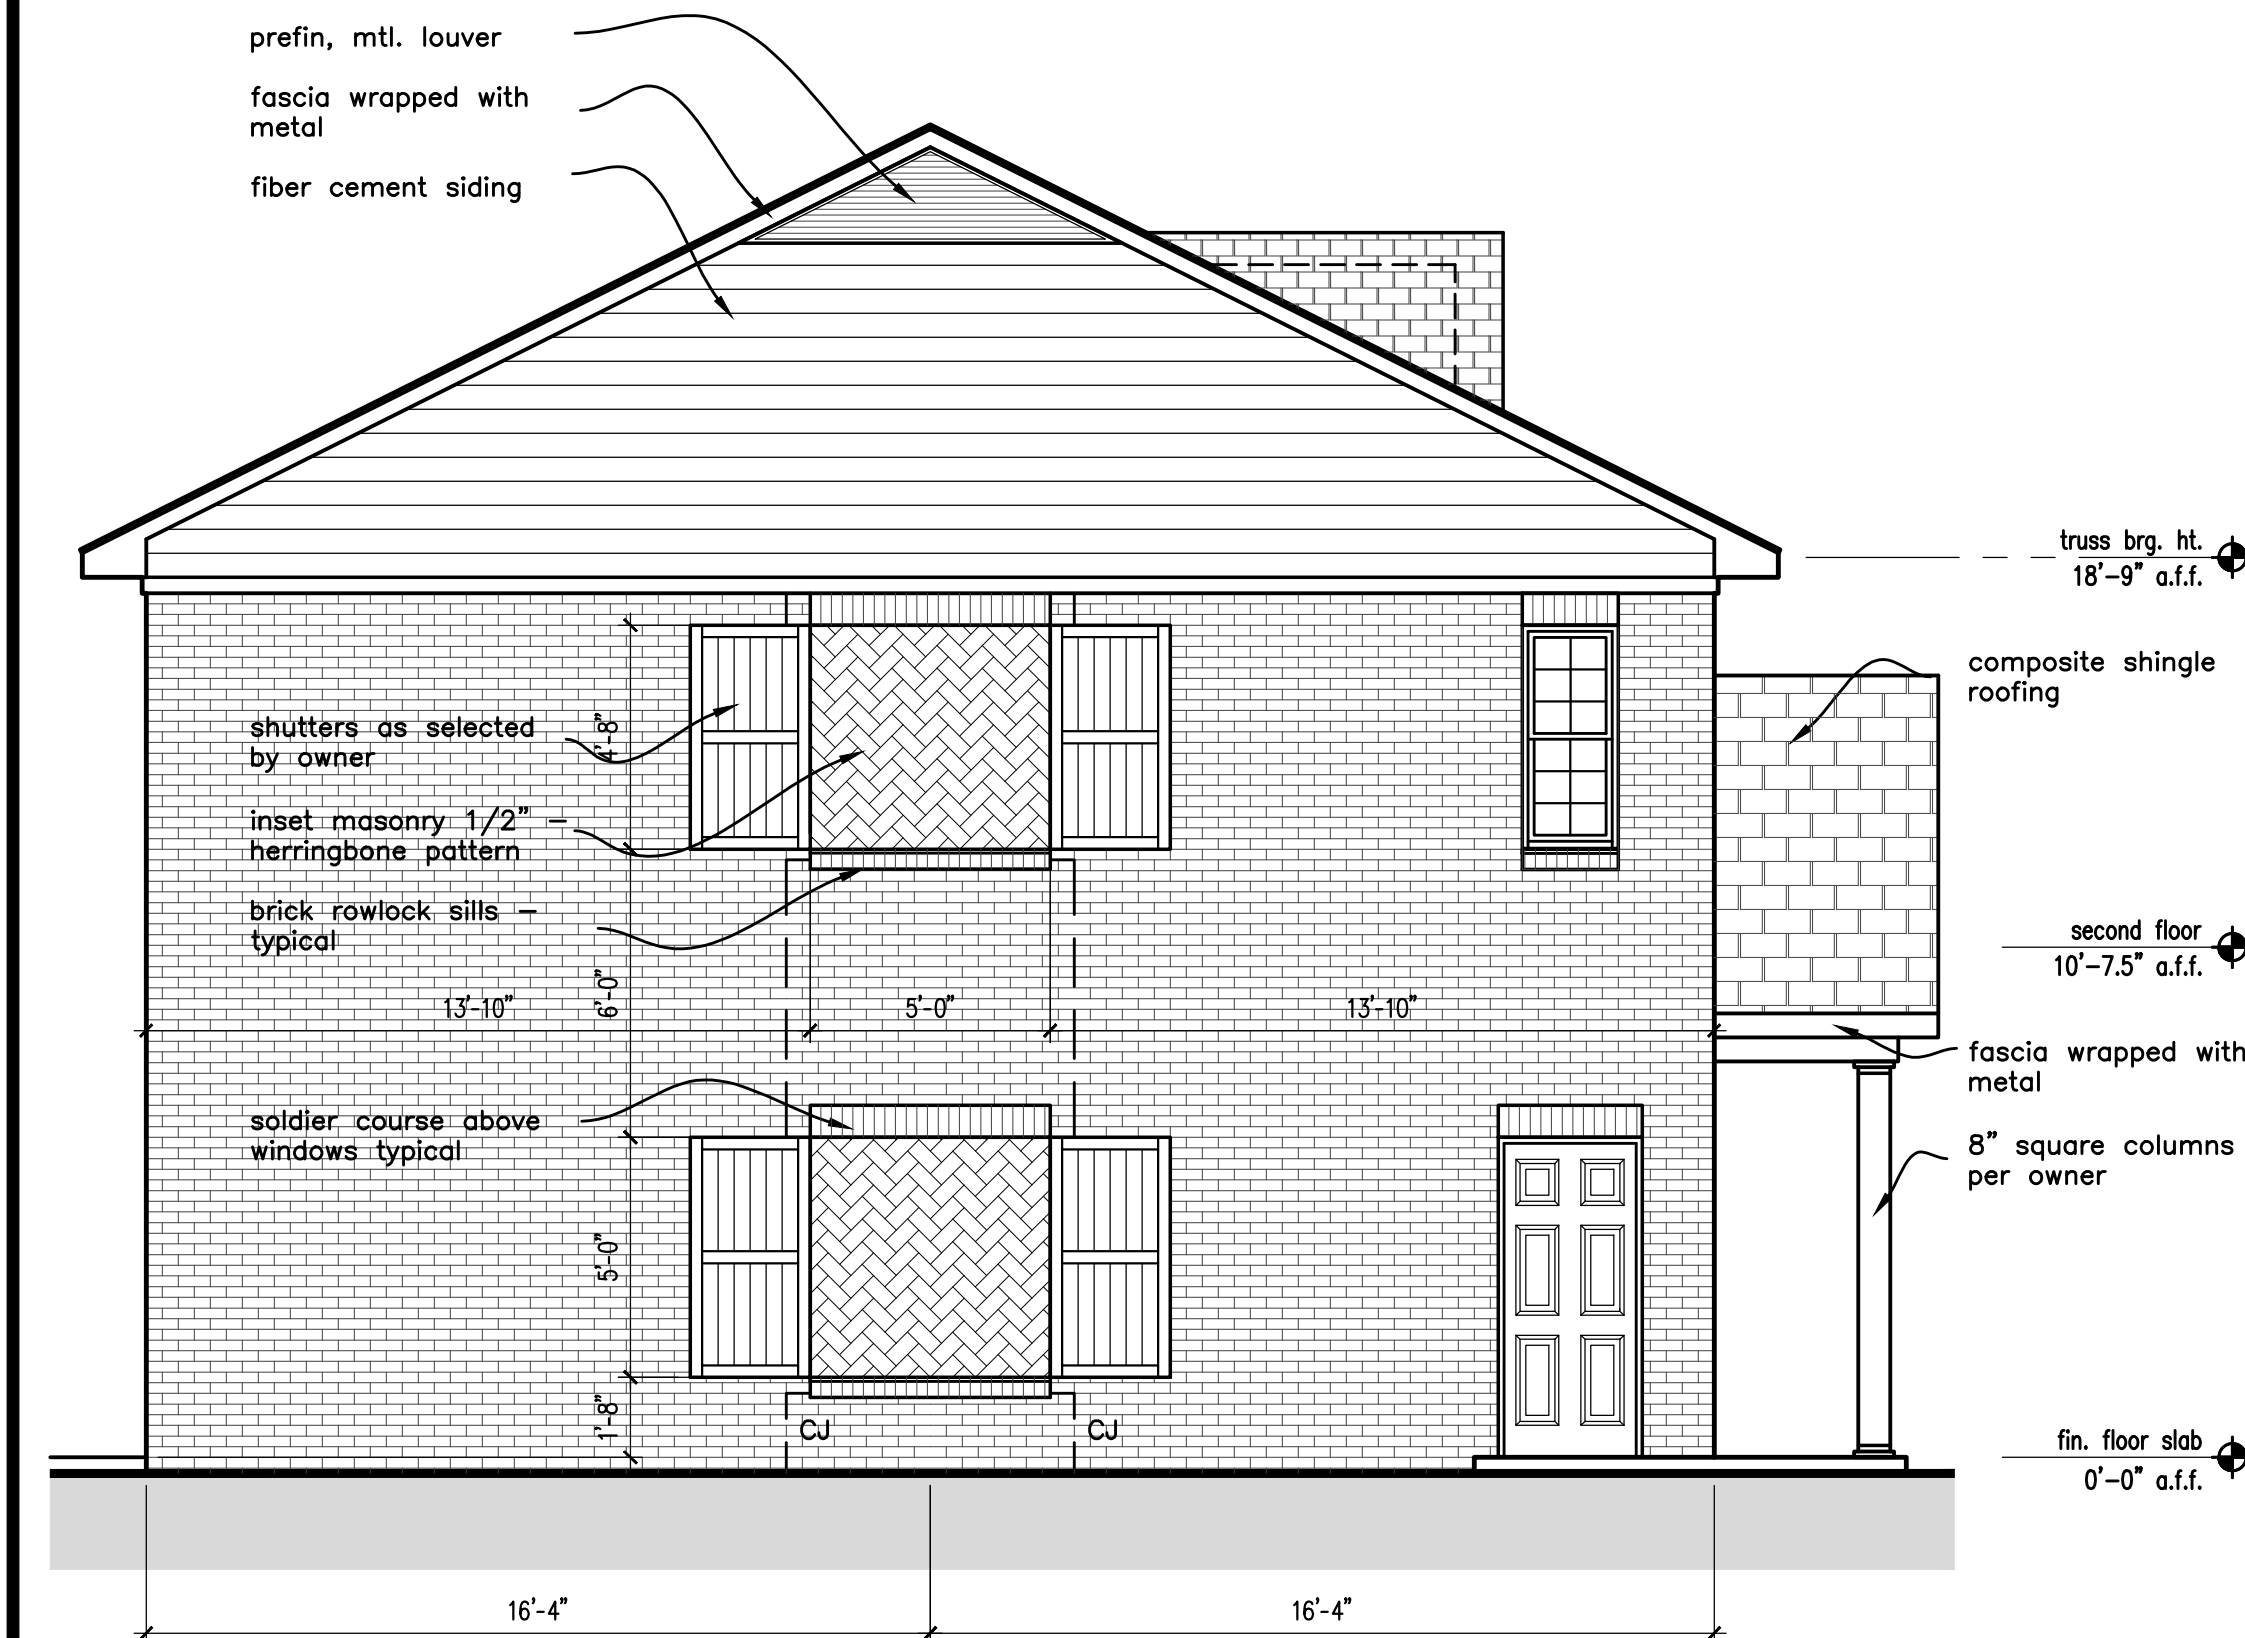 prefin, mtl. louver
fascia wrapped with
metal
fiber cement siding
truss brg. ht.
18'-9" a.f.f.
composite shingle
roofing
shutters as selected
by owner
4'-8"
inset masonry 1/2" –
herringbone pattern
brick rowlock sills –
typical
second floor
10'-7.5" a.f.f.
13'-10"
6'-0"
5'-0"
13'-10"
fascia wrapped with
metal
soldier course above
windows typical
8" square columns
per owner
5'-0"
1'-8"
CJ
CJ
fin. floor slab
0'-0" a.f.f.
16'-4"
16'-4"